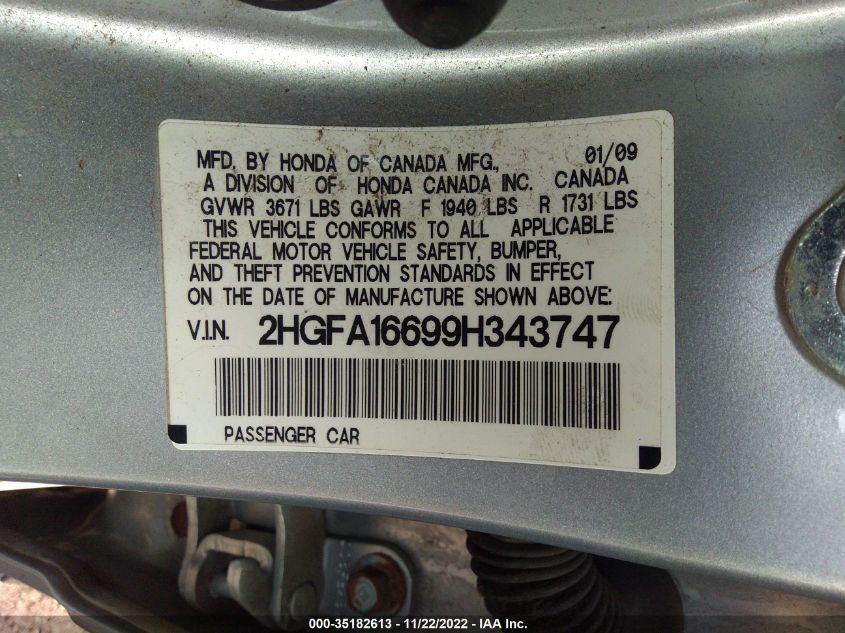 MFD. BY HONDA OF CANADA MFG., 01/09
A DIVISION OF HONDA CANADA INC. CANADA
GVWR 3671 LBS GAWR F 1940 LBS R 1731 LBS
THIS VEHICLE CONFORMS TO ALL APPLICABLE
FEDERAL MOTOR VEHICLE SAFETY, BUMPER,
AND THEFT PREVENTION STANDARDS IN EFFECT
ON THE DATE OF MANUFACTURE SHOWN ABOVE:
V.I.N. 2HGFA16699H343747
PASSENGER CAR
000-35182613 - 11/22/2022 - IAA Inc.